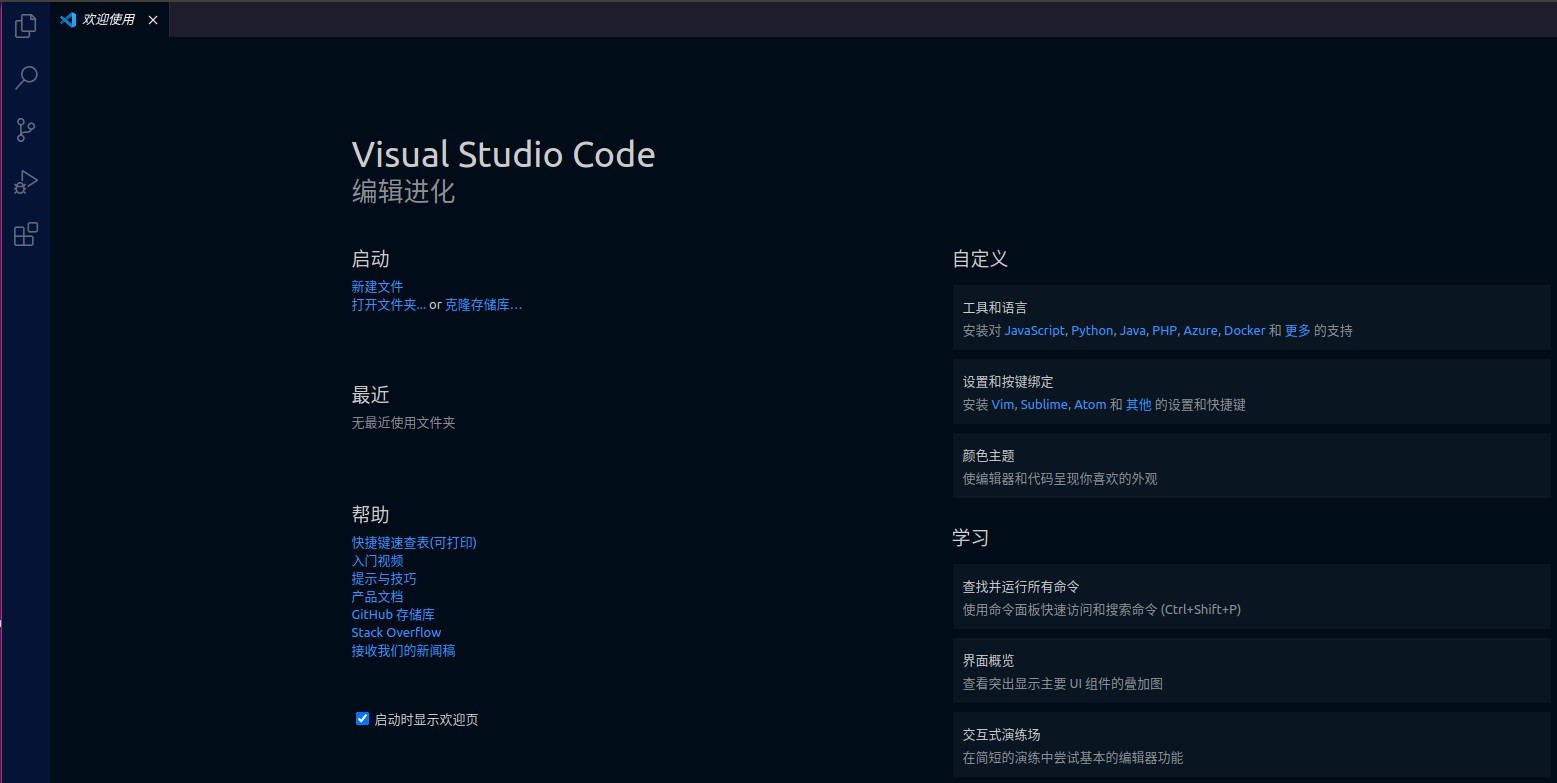 欢迎使用
Visual Studio Code
编辑进化
启动
新建文件
打开文件夹... or 克隆存储库…
最近
无最近使用文件夹
帮助
快捷键速查表(可打印)
入门视频
提示与技巧
产品文档
GitHub 存储库
Stack Overflow
接收我们的新闻稿
启动时显示欢迎页
自定义
工具和语言
安装对 JavaScript, Python, Java, PHP, Azure, Docker 和 更多 的支持
设置和按键绑定
安装 Vim, Sublime, Atom 和 其他 的设置和快捷键
颜色主题
使编辑器和代码呈现你喜欢的外观
学习
查找并运行所有命令
使用命令面板快速访问和搜索命令 (Ctrl+Shift+P)
界面概览
查看突出显示主要 UI 组件的叠加图
交互式演练场
在简短的演练中尝试基本的编辑器功能